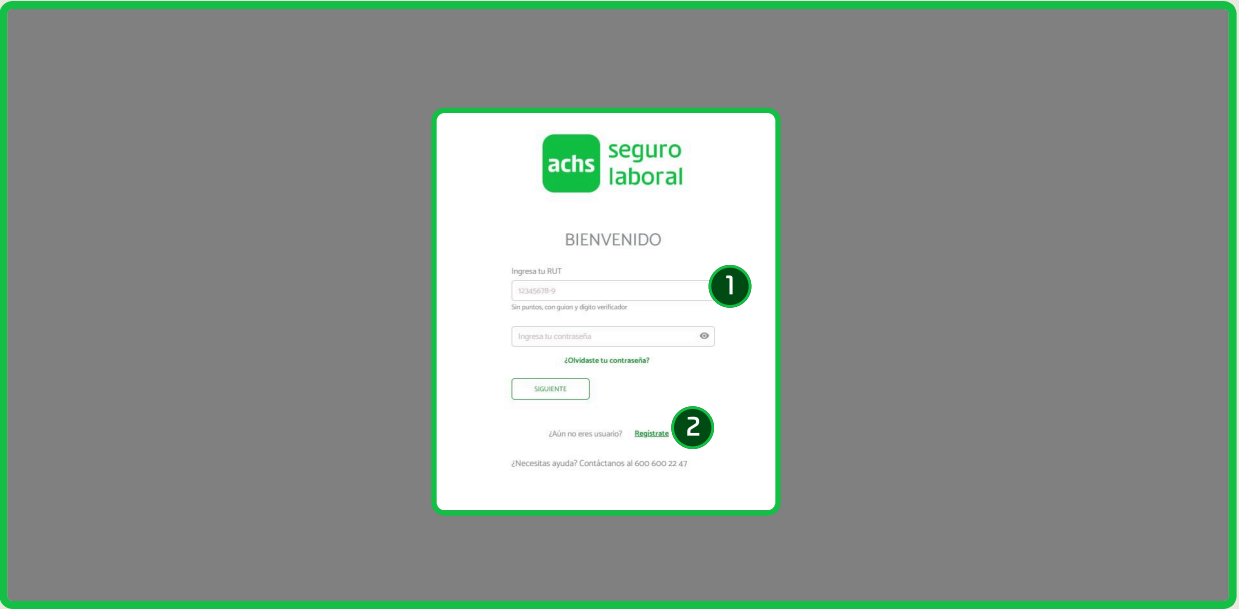 achs
seguro
laboral
BIENVENIDO
Ingresa tu RUT
12345678-9
1
Sin puntos, con guion y dígito verificador
Ingresa tu contraseña
¿Olvidaste tu contraseña?
SIGUIENTE
¿Aún no eres usuario? Regístrate
2
¿Necesitas ayuda? Contáctanos al 600 600 22 47